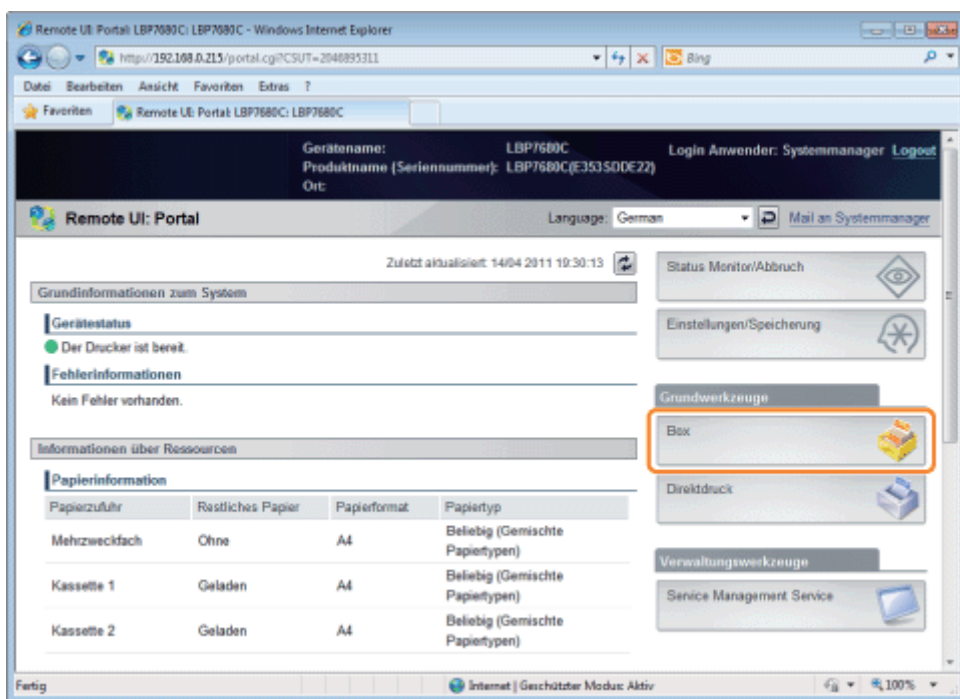 Remote UI: Portal: LBP7680C: LBP7680C - Windows Internet Explorer
http://192.168.0.215/portal.cgi?CSUT=2046895311
Bing
Datei Bearbeiten Ansicht Favoriten Extras ?
Favoriten Remote UI: Portal: LBP7680C: LBP7680C
Gerätename: LBP7680C Login Anwender: Systemmanager Logout
Produktname (Seriennummer): LBP7680C(E353SDDE22)
Ort:
Remote UI: Portal Language: German Mail an Systemmanager
Zuletzt aktualisiert: 14/04 2011 19:30:13
Grundinformationen zum System
Gerätestatus
Der Drucker ist bereit.
Fehlerinformationen
Kein Fehler vorhanden.
Informationen über Ressourcen
Papierinformation
Papierzufuhr Restliches Papier Papierformat Papiertyp
Mehrzweckfach Ohne A4 Beliebig (Gemischte
Papiertypen)
Kassette 1 Geladen A4 Beliebig (Gemischte
Papiertypen)
Kassette 2 Geladen A4 Beliebig (Gemischte
Papiertypen)
Status Monitor/Abbruch
Einstellungen/Speicherung
Grundwerkzeuge
Box
Direktdruck
Verwaltungswerkzeuge
Service Management Service
Fertig Internet | Geschützter Modus: Aktiv 100%